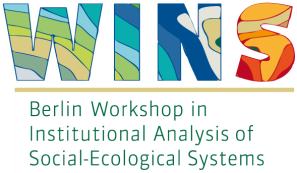 WINS
Berlin Workshop in
Institutional Analysis of
Social-Ecological Systems